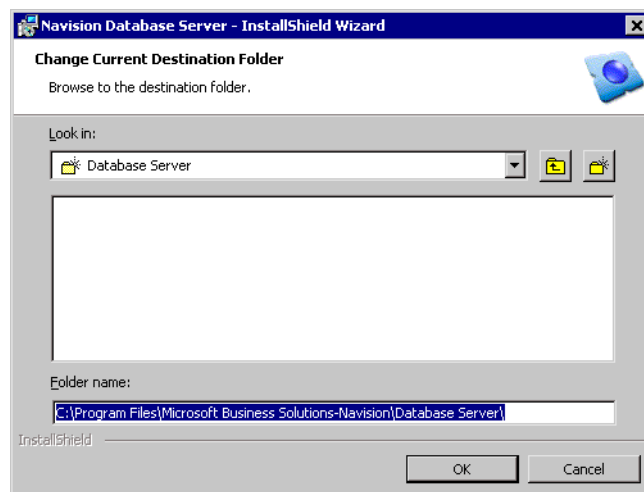 Navision Database Server - InstallShield Wizard
Change Current Destination Folder
Browse to the destination folder.
Look in:
Database Server
Folder name:
C:\Program Files\Microsoft Business Solutions-Navision\Database Server\
InstallShield
OK
Cancel